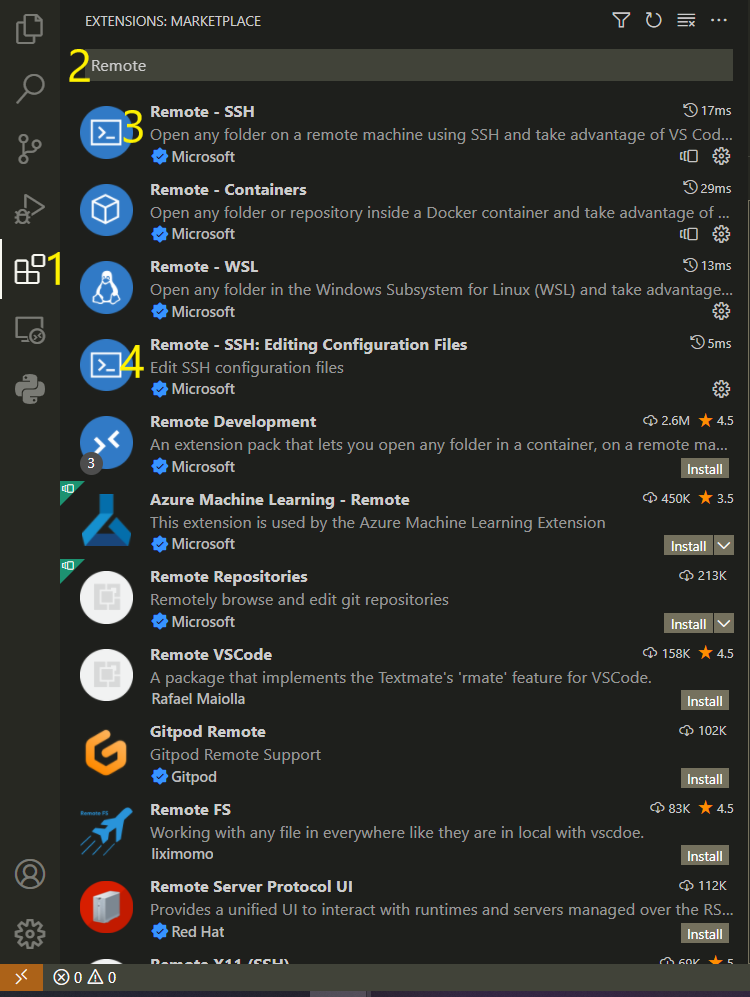 EXTENSIONS: MARKETPLACE
2
Remote
Remote - SSH
17ms
3
Open any folder on a remote machine using SSH and take advantage of VS Cod...
Microsoft
Remote - Containers
29ms
Open any folder or repository inside a Docker container and take advantage of ...
Microsoft
1
Remote - WSL
13ms
Open any folder in the Windows Subsystem for Linux (WSL) and take advantage...
Microsoft
Remote - SSH: Editing Configuration Files
5ms
4
Edit SSH configuration files
Microsoft
Remote Development
2.6M
4.5
An extension pack that lets you open any folder in a container, on a remote ma...
3
Microsoft
Install
Azure Machine Learning - Remote
450K
3.5
This extension is used by the Azure Machine Learning Extension
Microsoft
Install
Remote Repositories
213K
Remotely browse and edit git repositories
Microsoft
Install
Remote VSCode
158K
4.5
A package that implements the Textmate's 'rmate' feature for VSCode.
Rafael Maiolla
Install
Gitpod Remote
102K
Gitpod Remote Support
Gitpod
Install
Remote FS
Remote FS
83K
4.5
Working with any file in everywhere like they are in local with vscdoe.
liximomo
Install
Remote Server Protocol UI
112K
Provides a unified UI to interact with runtimes and servers managed over the RS...
Red Hat
Install
Remote X11 (SSH)
69K
5
0
0